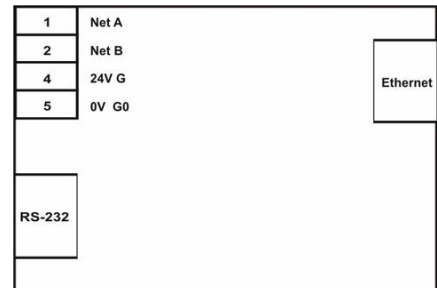 1 Net A
2 Net B
4 24V G
Ethernet
5 0V G0
RS-232